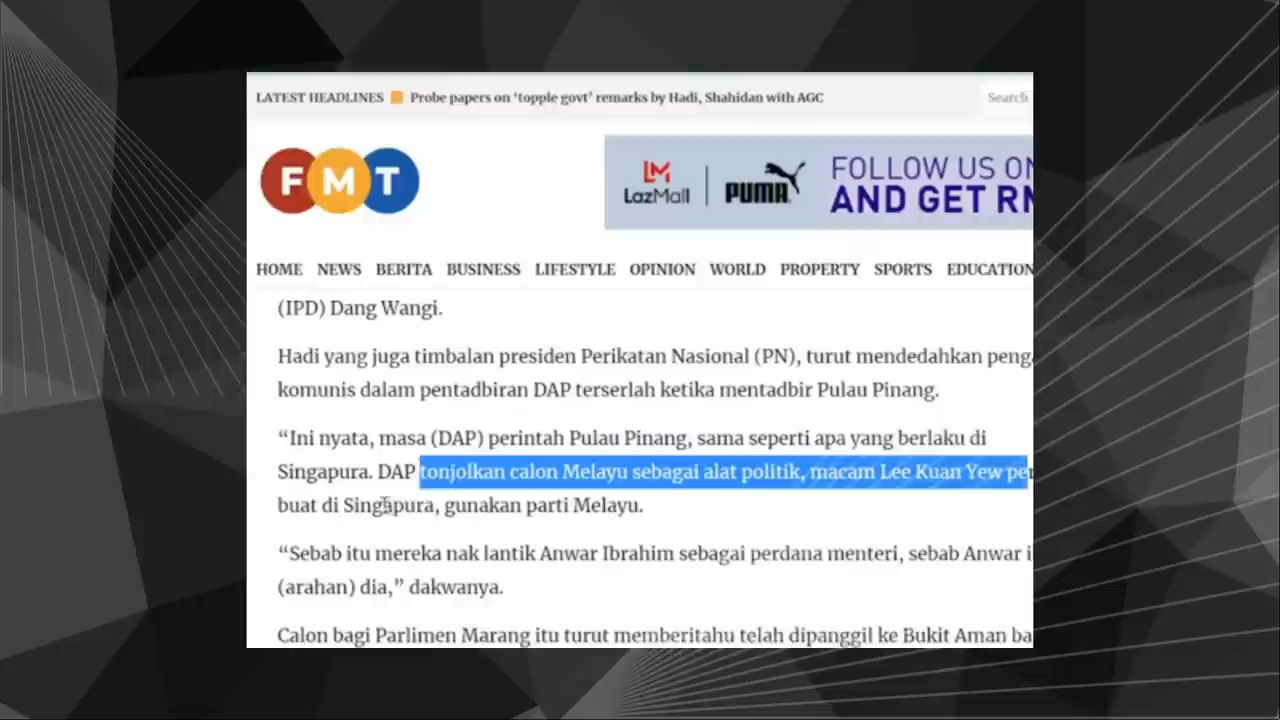 LATEST HEADLINES Probe papers on ‘topple govt’ remarks by Hadi, Shahidan with AGC Search
FMT
LM LazMall PUMA FOLLOW US ON
AND GET RM
HOME NEWS BERITA BUSINESS LIFESTYLE OPINION WORLD PROPERTY SPORTS EDUCATION
(IPD) Dang Wangi.
Hadi yang juga timbalan presiden Perikatan Nasional (PN), turut mendedahkan
komunis dalam pentadbiran DAP terserlah ketika mentadbir Pulau Pinang.
“Ini nyata, masa (DAP) perintah Pulau Pinang, sama seperti apa yang berlaku di
Singapura. DAP tonjolkan calon Melayu sebagai alat politik, macam Lee Kuan Yew
buat di Singapura, gunakan parti Melayu.
“Sebab itu mereka nak lantik Anwar Ibrahim sebagai perdana menteri, sebab Anwar
(arahan) dia,” dakwanya.
Calon bagi Parlimen Marang itu turut memberitahu telah dipanggil ke Bukit Aman